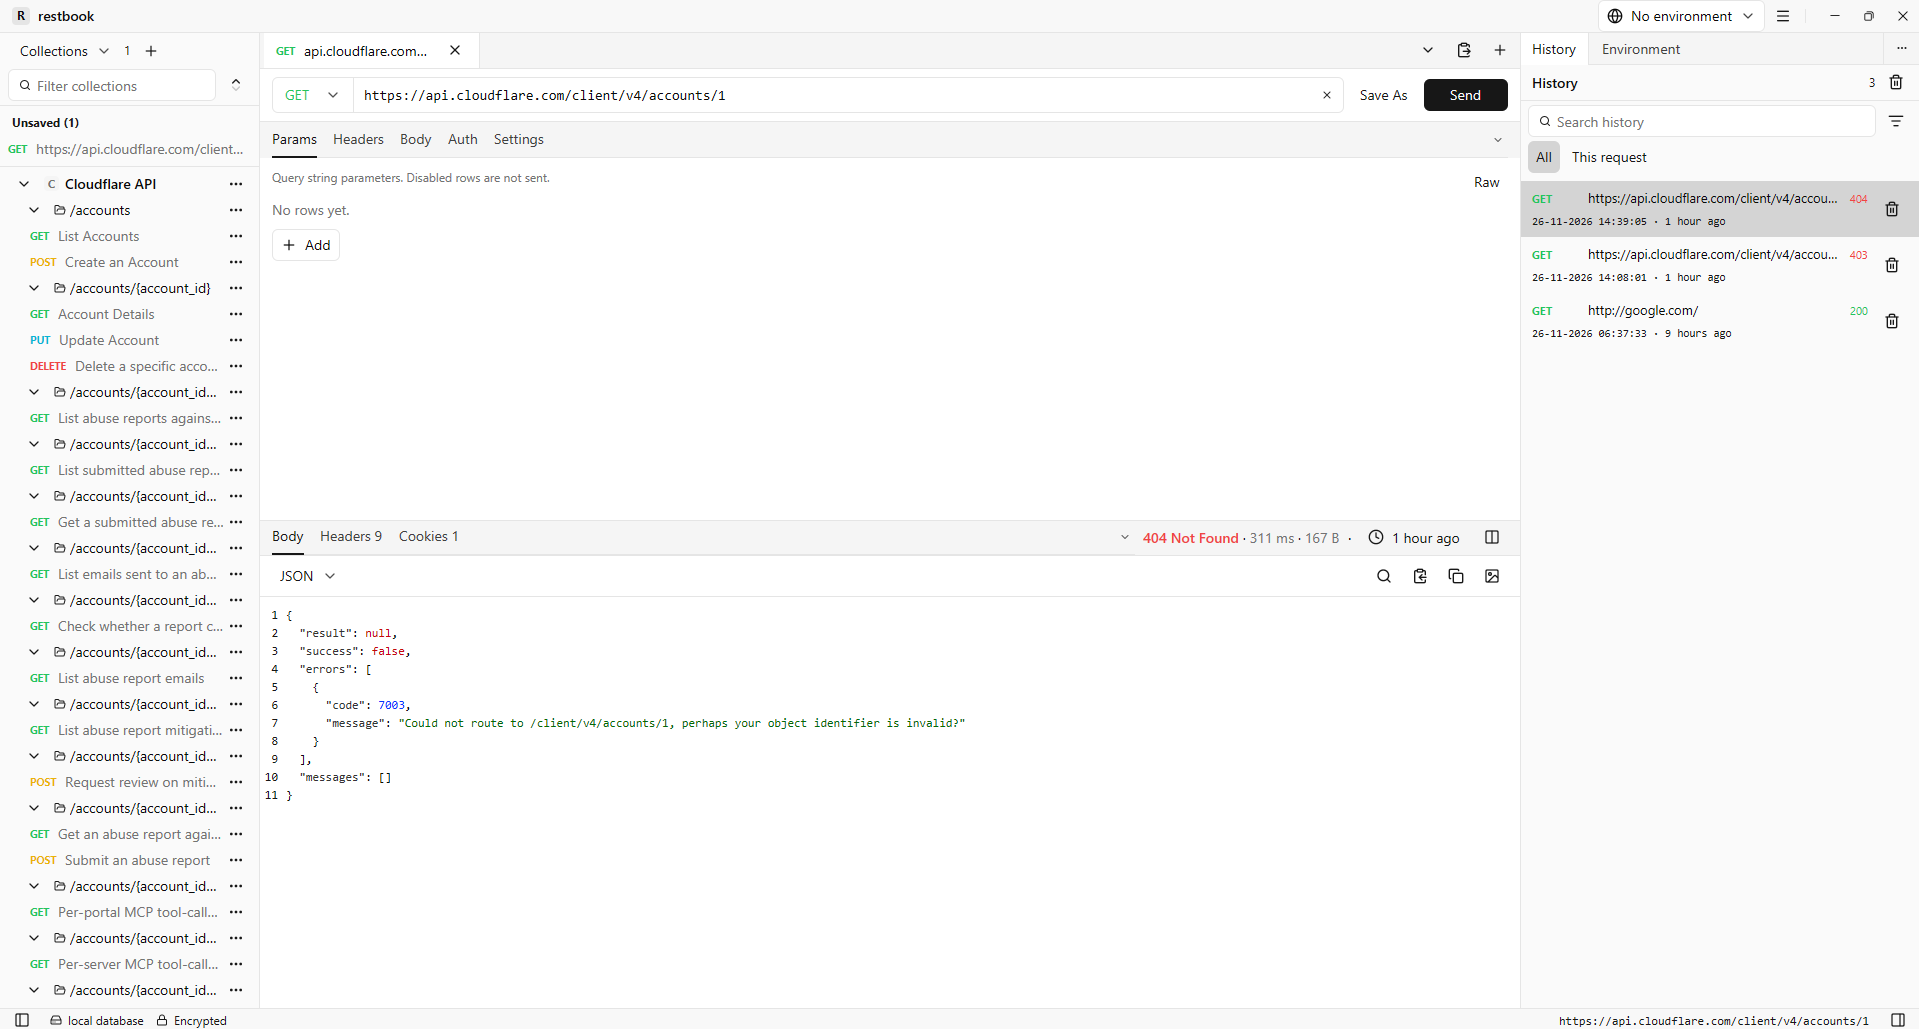 R restbook
No environment
Collections 1
Filter collections
Unsaved (1)
GET https://api.cloudflare.com/client...
C Cloudflare API
/accounts
GET List Accounts
POST Create an Account
/accounts/{account_id}
GET Account Details
PUT Update Account
DELETE Delete a specific acco...
/accounts/{account_id...
GET List abuse reports agains...
/accounts/{account_id...
GET List submitted abuse rep...
/accounts/{account_id...
GET Get a submitted abuse re...
/accounts/{account_id...
GET List emails sent to an ab...
/accounts/{account_id...
GET Check whether a report c...
/accounts/{account_id...
GET List abuse report emails
/accounts/{account_id...
GET List abuse report mitigati...
/accounts/{account_id...
POST Request review on miti...
/accounts/{account_id...
GET Get an abuse report agai...
POST Submit an abuse report
/accounts/{account_id...
GET Per-portal MCP tool-call...
/accounts/{account_id...
GET Per-server MCP tool-call...
/accounts/{account_id...
GET api.cloudflare.com...
GET https://api.cloudflare.com/client/v4/accounts/1 Save As Send
Params Headers Body Auth Settings
Query string parameters. Disabled rows are not sent.
Raw
No rows yet.
Add
Body Headers 9 Cookies 1 404 Not Found · 311 ms · 167 B · 1 hour ago
JSON
1 {
2 "result": null,
3 "success": false,
4 "errors": [
5 {
6 "code": 7003,
7 "message": "Could not route to /client/v4/accounts/1, perhaps your object identifier is invalid?"
8 }
9 ],
10 "messages": []
11 }
History Environment
History 3
Search history
All This request
GET https://api.cloudflare.com/client/v4/accou... 404
26-11-2026 14:39:05 · 1 hour ago
GET https://api.cloudflare.com/client/v4/accou... 403
26-11-2026 14:08:01 · 1 hour ago
GET http://google.com/ 200
26-11-2026 06:37:33 · 9 hours ago
local database Encrypted
https://api.cloudflare.com/client/v4/accounts/1